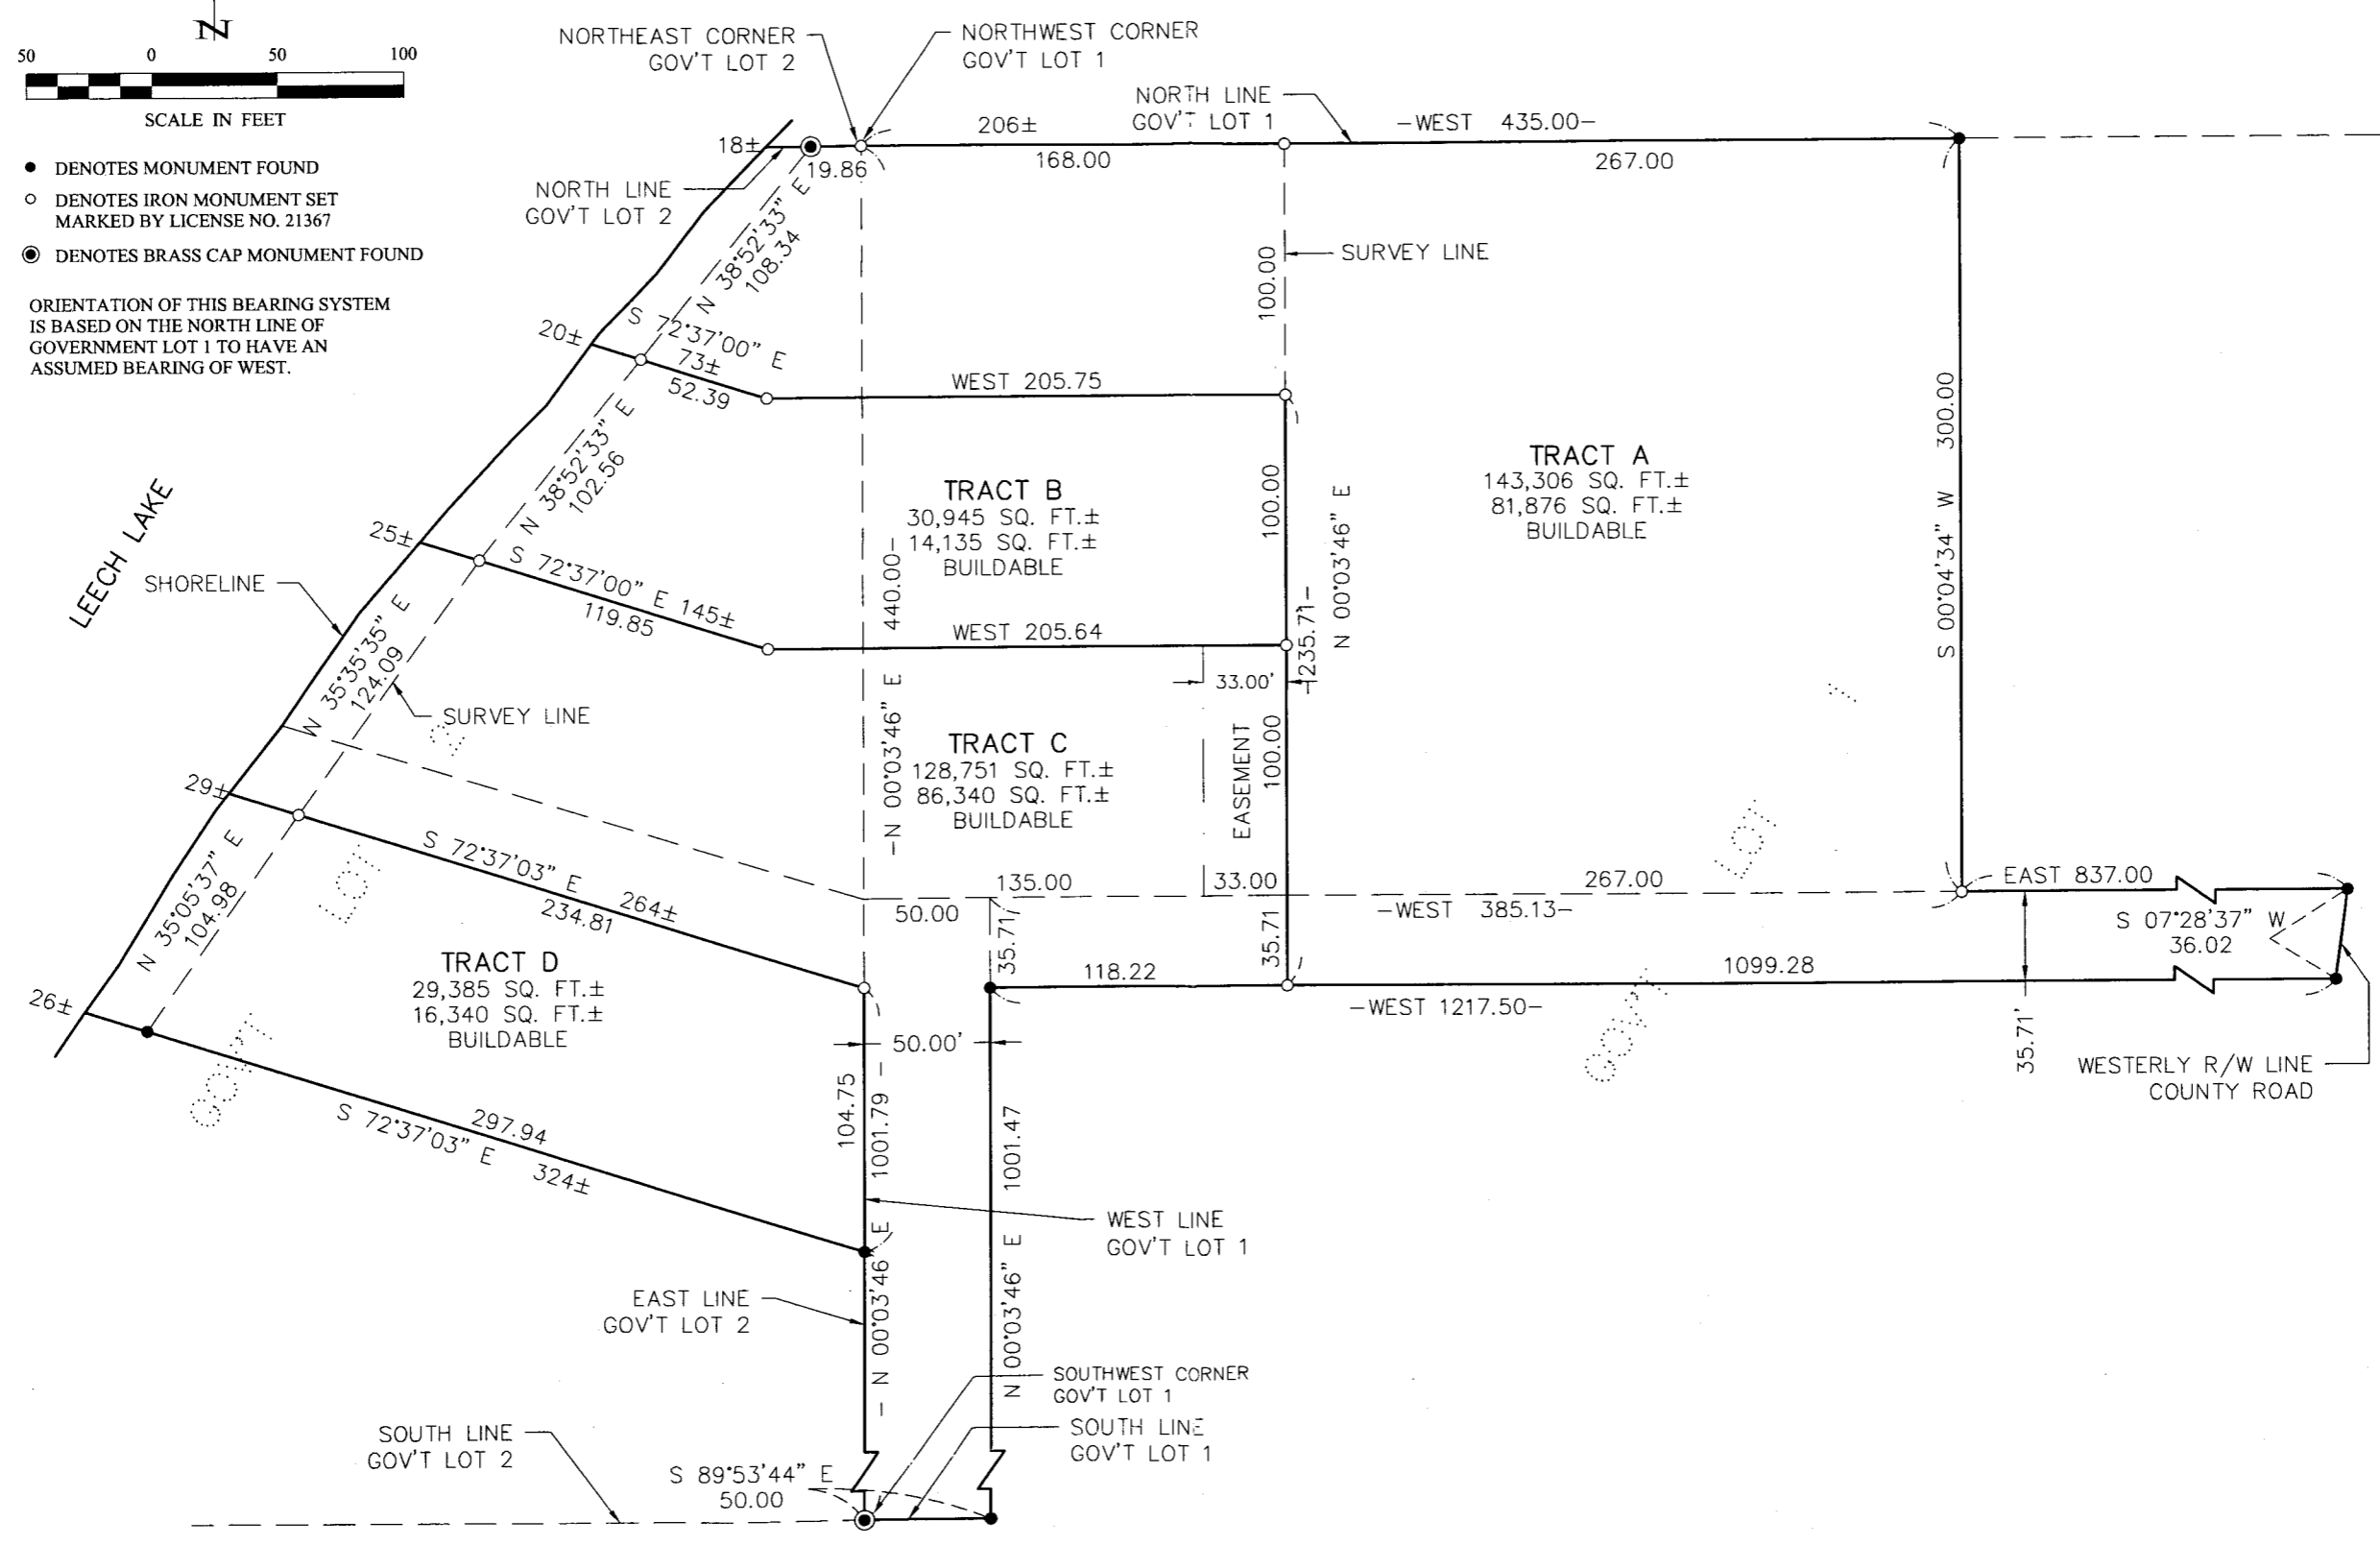 N
50 0 50 100
SCALE IN FEET
● DENOTES MONUMENT FOUND
○ DENOTES IRON MONUMENT SET
MARKED BY LICENSE NO. 21367
◉ DENOTES BRASS CAP MONUMENT FOUND
ORIENTATION OF THIS BEARING SYSTEM
IS BASED ON THE NORTH LINE OF
GOVERNMENT LOT 1 TO HAVE AN
ASSUMED BEARING OF WEST.
NORTHEAST CORNER
GOV'T LOT 2
NORTHWEST CORNER
GOV'T LOT 1
NORTH LINE
GOV'T LOT 1
206±
168.00
-WEST 435.00-
267.00
18±
19.86
NORTH LINE
GOV'T LOT 2
N 38°52'33" E
108.34
SURVEY LINE
100.00
20±
S 72°37'00" E
73±
52.39
WEST 205.75
N 38°52'33" E
102.56
TRACT B
30,945 SQ. FT.±
14,135 SQ. FT.±
BUILDABLE
100.00
N 00°03'46" E
-235.71-
TRACT A
143,306 SQ. FT.±
81,876 SQ. FT.±
BUILDABLE
S 00°04'34" W 300.00
LEECH LAKE
SHORELINE
25±
S 72°37'00" E 145±
119.85
WEST 205.64
33.00'
N 35°35'35" E
124.09
SURVEY LINE
2
-N 00°03'46" E 440.00-
TRACT C
128,751 SQ. FT.±
86,340 SQ. FT.±
BUILDABLE
EASEMENT
100.00
1
LOT
GOV'T
29±
S 72°37'03" E 264±
234.81
135.00
33.00
50.00
267.00
-WEST 385.13-
EAST 837.00
S 07°28'37" W
36.02
35.71
35.71
118.22
1099.28
-WEST 1217.50-
35.71'
WESTERLY R/W LINE
COUNTY ROAD
N 35°05'37" E
104.98
LOT
GOV'T
26±
TRACT D
29,385 SQ. FT.±
16,340 SQ. FT.±
BUILDABLE
50.00'
104.75
297.94
S 72°37'03" E 324±
- N 00°03'46 E 1001.79 -
N 00°03'46" E 1001.47
WEST LINE
GOV'T LOT 1
EAST LINE
GOV'T LOT 2
SOUTHWEST CORNER
GOV'T LOT 1
SOUTH LINE
GOV'T LOT 1
SOUTH LINE
GOV'T LOT 2
S 89°53'44" E
50.00